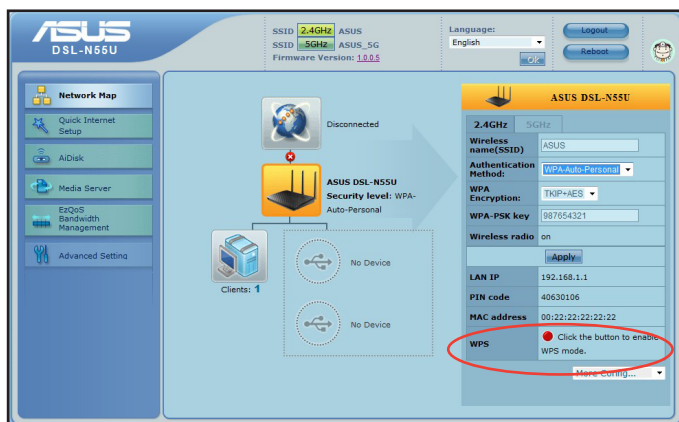 ASUS
DSL-N55U
SSID 2.4GHz ASUS
SSID 5GHz ASUS_5G
Firmware Version: 1.0.0.5
Language:
English
Ok
Logout
Reboot
Network Map
Quick Internet
Setup
AiDisk
Media Server
EzQoS
Bandwidth
Management
Advanced Setting
Disconnected
ASUS DSL-N55U
Security level: WPA-
Auto-Personal
Clients: 1
No Device
No Device
ASUS DSL-N55U
2.4GHz 5GHz
Wireless
name(SSID) ASUS
Authentication
Method: WPA-Auto-Personal
WPA
Encryption: TKIP+AES
WPA-PSK key 987654321
Wireless radio on
Apply
LAN IP 192.168.1.1
PIN code 40630106
MAC address 00:22:22:22:22:22
WPS Click the button to enable
WPS mode.
More Config...